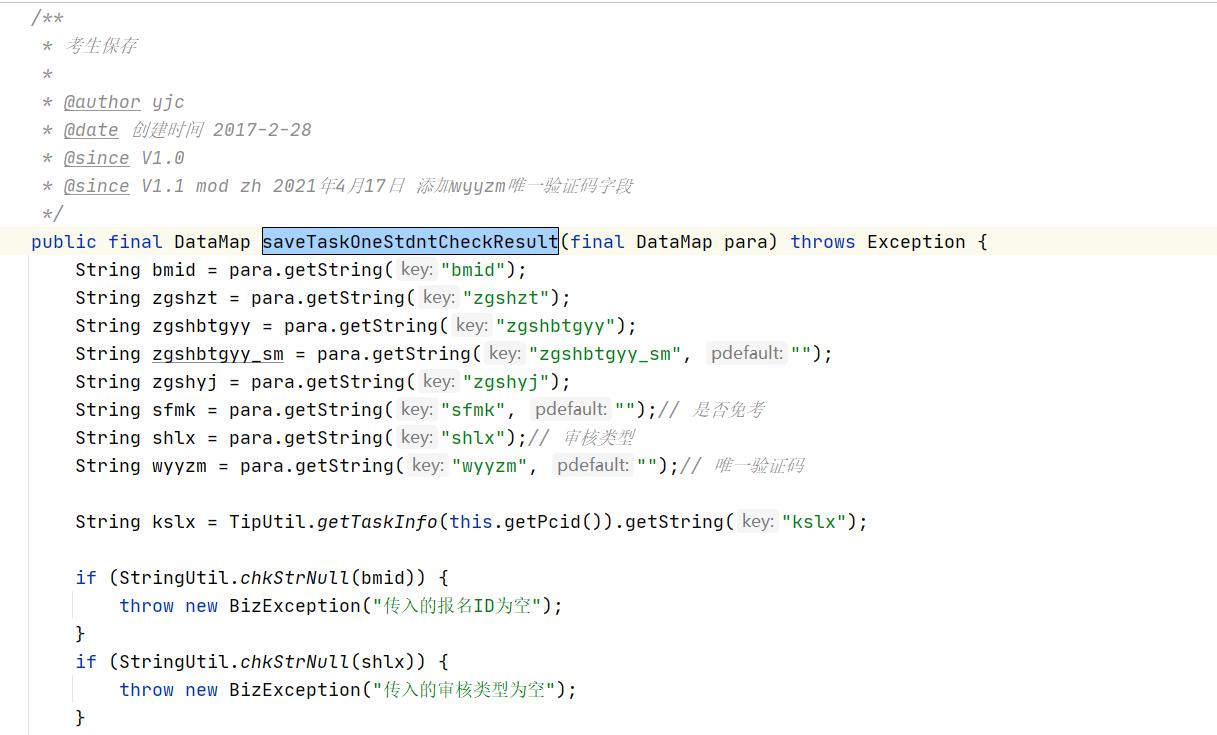 /**
 * 考生保存
 *
 * @author yjc
 * @date 创建时间 2017-2-28
 * @since V1.0
 * @since V1.1 mod zh 2021年4月17日 添加wyyzm唯一验证码字段
 */
public final DataMap saveTaskOneStdntCheckResult(final DataMap para) throws Exception {
    String bmid = para.getString( key: "bmid");
    String zgshzt = para.getString( key: "zgshzt");
    String zgshbtgyy = para.getString( key: "zgshbtgyy");
    String zgshbtgyy_sm = para.getString( key: "zgshbtgyy_sm", pdefault: "");
    String zgshyj = para.getString( key: "zgshyj");
    String sfmk = para.getString( key: "sfmk", pdefault: "");// 是否免考
    String shlx = para.getString( key: "shlx");// 审核类型
    String wyyzm = para.getString( key: "wyyzm", pdefault: "");// 唯一验证码
    String kslx = TipUtil.getTaskInfo(this.getPcid()).getString( key: "kslx");
    if (StringUtil.chkStrNull(bmid)) {
        throw new BizException("传入的报名ID为空");
    }
    if (StringUtil.chkStrNull(shlx)) {
        throw new BizException("传入的审核类型为空");
    }